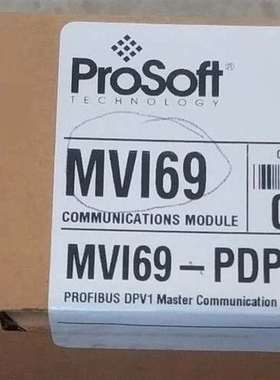 ProSoft®
TECHNOLOGY
MVI69
COMMUNICATIONS MODULE
MVI69 – PDP
PROFIBUS DPV1 Master Communication